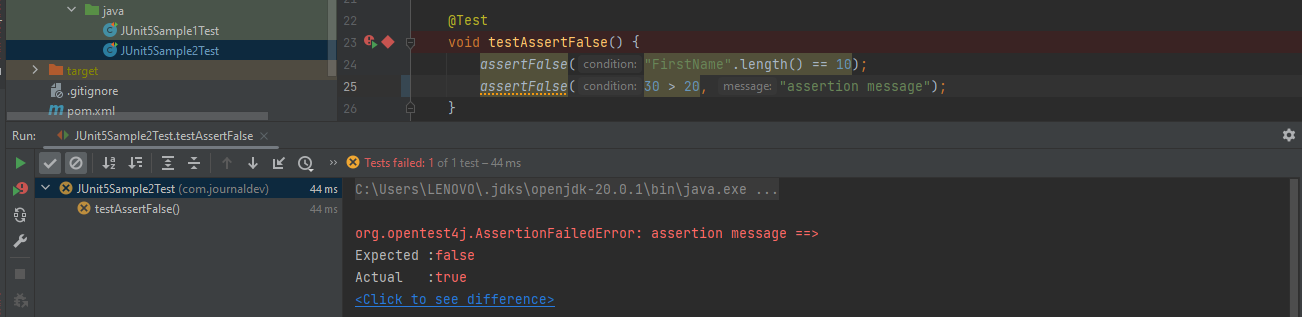 java
JUnit5Sample1Test
JUnit5Sample2Test
target
.gitignore
pom.xml
22 @Test
23 void testAssertFalse() {
24 assertFalse( condition: "FirstName".length() == 10);
25 assertFalse( condition: 30 > 20, message: "assertion message");
26 }
Run: JUnit5Sample2Test.testAssertFalse
Tests failed: 1 of 1 test – 44 ms
JUnit5Sample2Test (com.journaldev) 44 ms
testAssertFalse() 44 ms
C:\Users\LENOVO\.jdks\openjdk-20.0.1\bin\java.exe ...
org.opentest4j.AssertionFailedError: assertion message ==>
Expected :false
Actual :true
<Click to see difference>